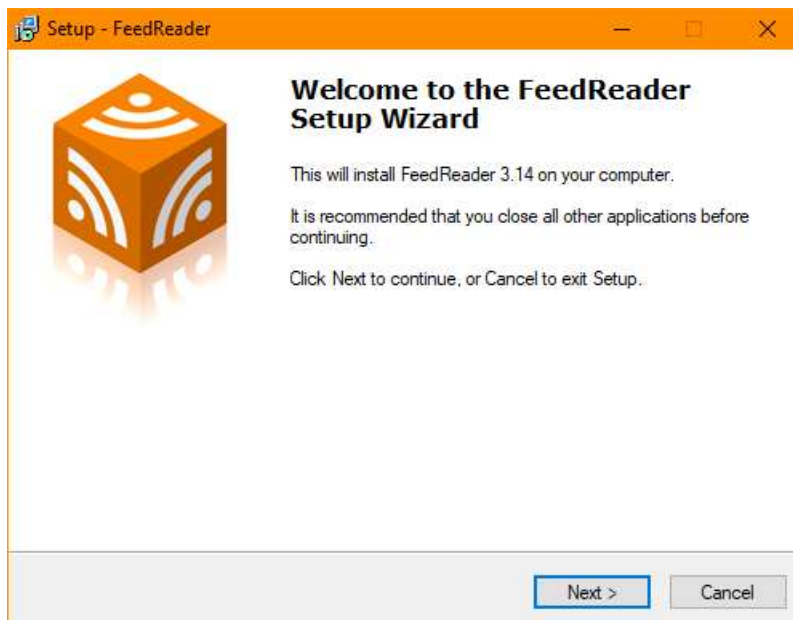 Setup - FeedReader
Welcome to the FeedReader
Setup Wizard
This will install FeedReader 3.14 on your computer.
It is recommended that you close all other applications before
continuing.
Click Next to continue, or Cancel to exit Setup.
Next >
Cancel